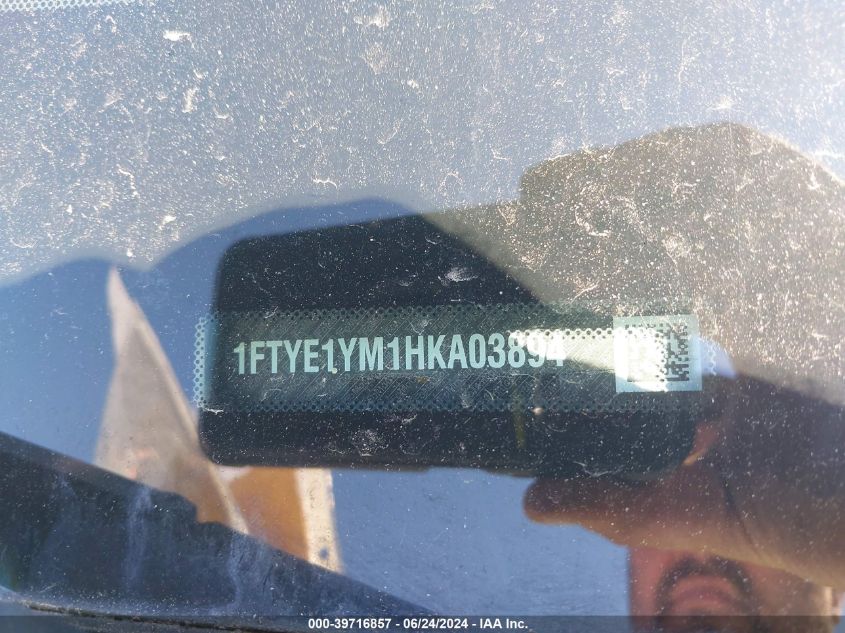 1FTYE1YM1HKA03894
000-39716857 / 06/24/2024 - IAA Inc.